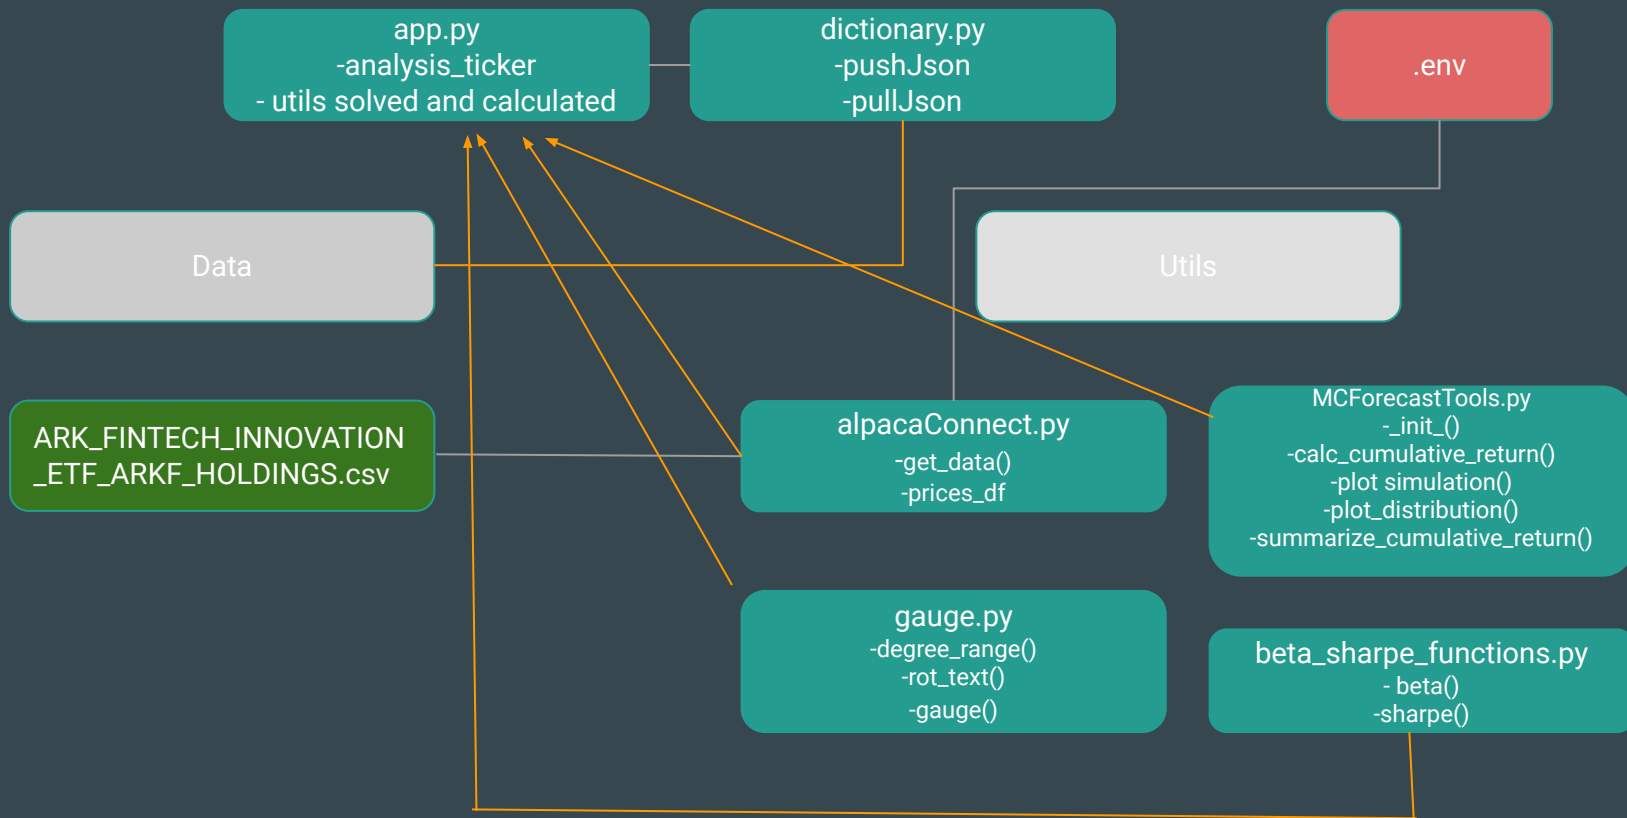 app.py
-analysis_ticker
- utils solved and calculated
dictionary.py
-pushJson
-pullJson
.env
Data
Utils
ARK_FINTECH_INNOVATION
_ETF_ARKF_HOLDINGS.csv
alpacaConnect.py
-get_data()
-prices_df
MCForecastTools.py
-_init_()
-calc_cumulative_return()
-plot simulation()
-plot_distribution()
-summarize_cumulative_return()
gauge.py
-degree_range()
-rot_text()
-gauge()
beta_sharpe_functions.py
- beta()
-sharpe()